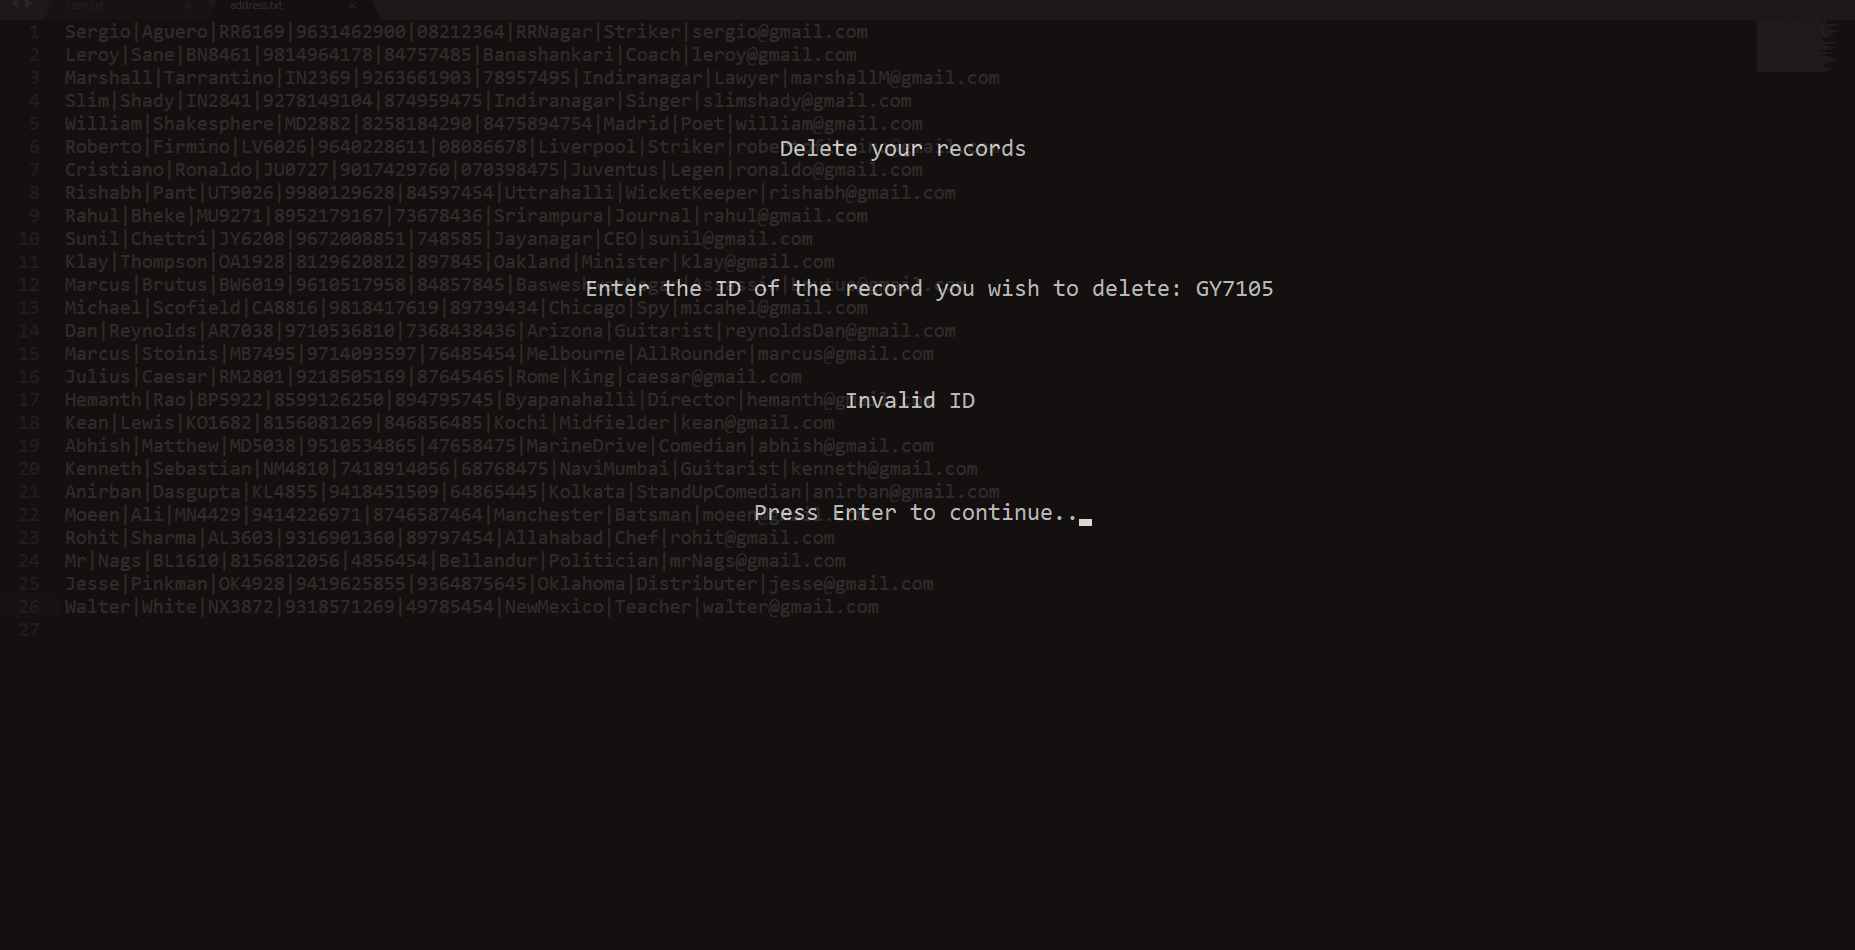 hash.txt
address.txt
1 Sergio|Aguero|RR6169|9631462900|08212364|RRNagar|Striker|sergio@gmail.com
2 Leroy|Sane|BN8461|9814964178|84757485|Banashankari|Coach|leroy@gmail.com
3 Marshall|Tarrantino|IN2369|9263661903|78957495|Indiranagar|Lawyer|marshallM@gmail.com
4 Slim|Shady|IN2841|9278149104|874959475|Indiranagar|Singer|slimshady@gmail.com
5 William|Shakesphere|MD2882|8258184290|8475894754|Madrid|Poet|william@gmail.com
6 Roberto|Firmino|LV6026|9640228611|08086678|Liverpool|Striker|
Delete your records
7 Cristiano|Ronaldo|JU0727|9017429760|070398475|Juventus|Legen|ronaldo@gmail.com
8 Rishabh|Pant|UT9026|9980129628|84597454|Uttrahalli|WicketKeeper|rishabh@gmail.com
9 Rahul|Bheke|MU9271|8952179167|73678436|Srirampura|Journal|rahul@gmail.com
10 Sunil|Chettri|JY6208|9672008851|748585|Jayanagar|CEO|sunil@gmail.com
11 Klay|Thompson|OA1928|8129620812|897845|Oakland|Minister|klay@gmail.com
12 Marcus|Brutus|BW6019|9610517958|84857845|
Enter the ID of the record you wish to delete: GY7105
13 Michael|Scofield|CA8816|9818417619|89739434|Chicago|Spy|micahel@gmail.com
14 Dan|Reynolds|AR7038|9710536810|7368438436|Arizona|Guitarist|reynoldsDan@gmail.com
15 Marcus|Stoinis|MB7495|9714093597|76485454|Melbourne|AllRounder|marcus@gmail.com
16 Julius|Caesar|RM2801|9218505169|87645465|Rome|King|caesar@gmail.com
17 Hemanth|Rao|BP5922|8599126250|894795745|Byapanahalli|Director|hemanth@
Invalid ID
18 Kean|Lewis|KO1682|8156081269|846856485|Kochi|Midfielder|kean@gmail.com
19 Abhish|Matthew|MD5038|9510534865|47658475|MarineDrive|Comedian|abhish@gmail.com
20 Kenneth|Sebastian|NM4810|7418914056|68768475|NaviMumbai|Guitarist|kenneth@gmail.com
21 Anirban|Dasgupta|KL4855|9418451509|64865445|Kolkata|StandUpComedian|anirban@gmail.com
22 Moeen|Ali|MN4429|9414226971|8746587464|Manchester|Batsman|
Press Enter to continue.._
23 Rohit|Sharma|AL3603|9316901360|89797454|Allahabad|Chef|rohit@gmail.com
24 Mr|Nags|BL1610|8156812056|4856454|Bellandur|Politician|mrNags@gmail.com
25 Jesse|Pinkman|OK4928|9419625855|9364875645|Oklahoma|Distributer|jesse@gmail.com
26 Walter|White|NX3872|9318571269|49785454|NewMexico|Teacher|walter@gmail.com
27